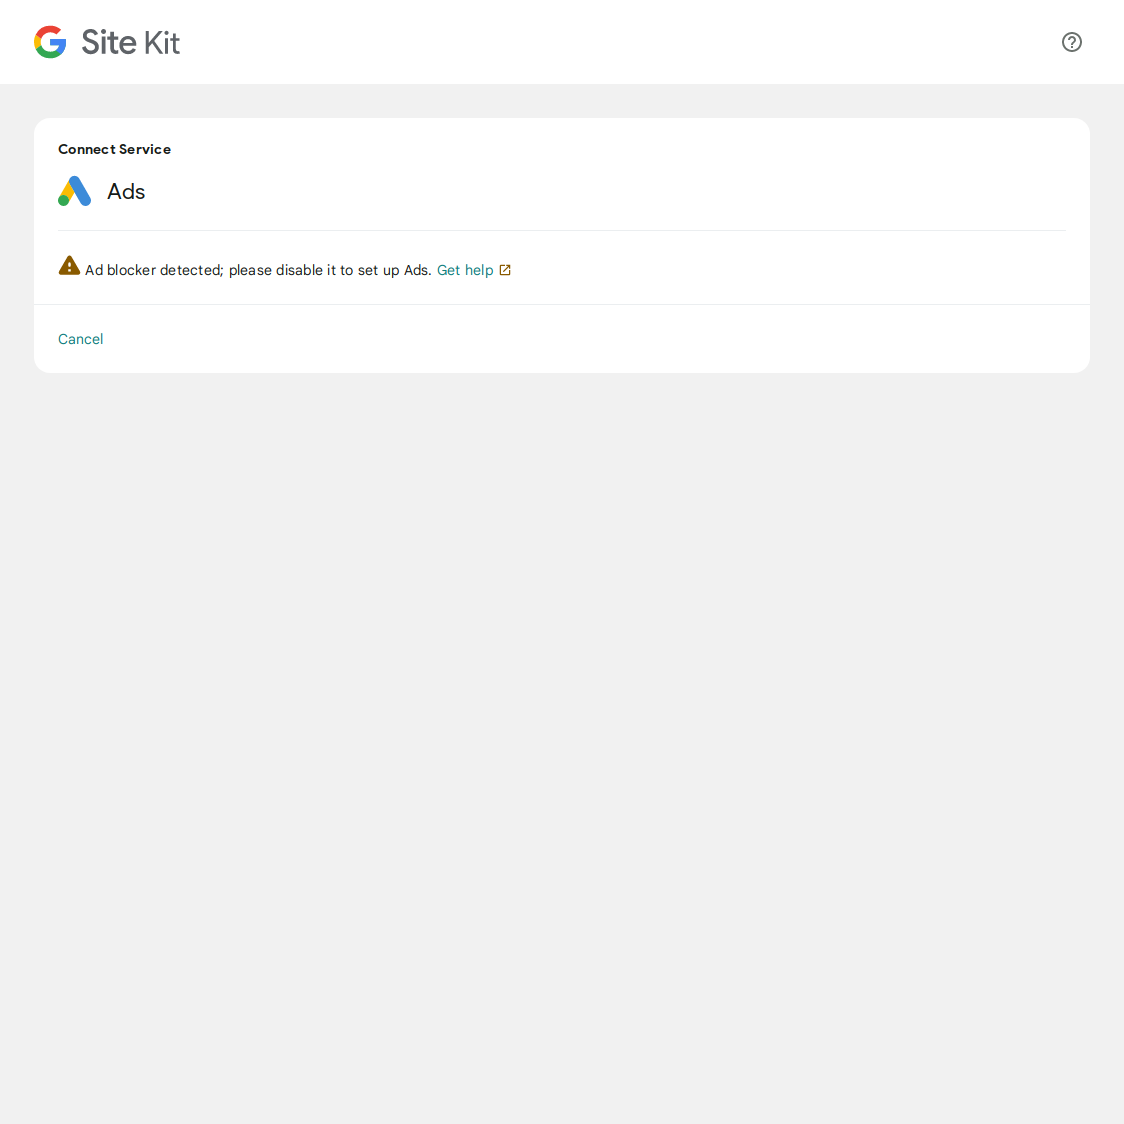 Site Kit
Connect Service
Ads
Ad blocker detected; please disable it to set up Ads. Get help
Cancel